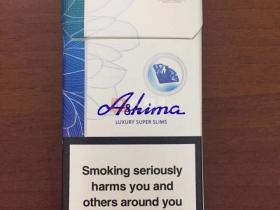 Ashima
LUXURY SUPER SLIMS
Smoking seriously
harms you and
others around you